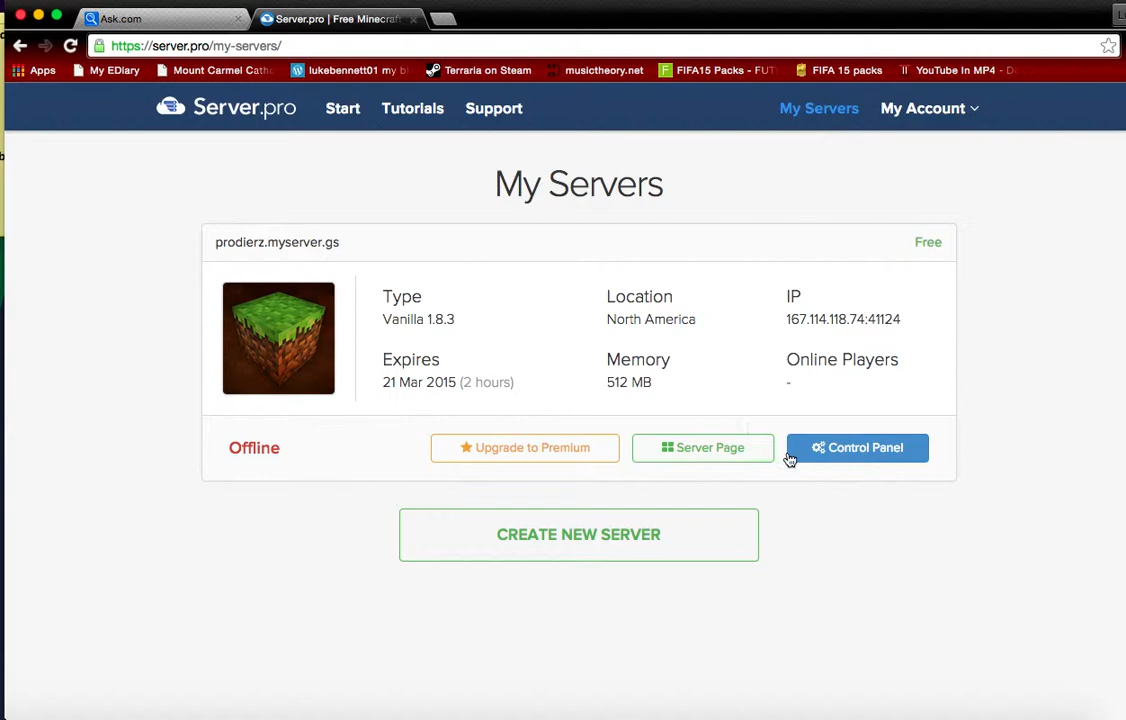 Ask.com
Server.pro | Free Minecraft
https://server.pro/my-servers/
Apps My EDiary Mount Carmel Cath lukebennett01 my bl Terraria on Steam musictheory.net FIFA15 Packs - FUT FIFA 15 packs YouTube In MP4 - D
Server.pro Start Tutorials Support My Servers My Account
My Servers
prodierz.myserver.gs Free
Type Location IP
Vanilla 1.8.3 North America 167.114.118.74:41124
Expires Memory Online Players
21 Mar 2015 (2 hours) 512 MB -
Offline Upgrade to Premium Server Page Control Panel
CREATE NEW SERVER